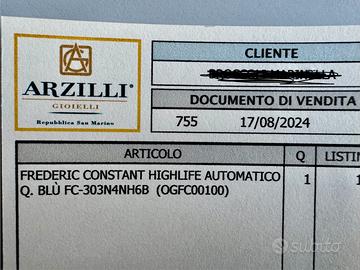 ARZILLI
GIOIELLI
Repubblica San Marino
CLIENTE
DOCUMENTO DI VENDITA
755 17/08/2024
ARTICOLO Q LISTIN
FREDERIC CONSTANT HIGHLIFE AUTOMATICO 1 1
Q. BLÙ FC-303N4NH6B (OGFC00100)
subito